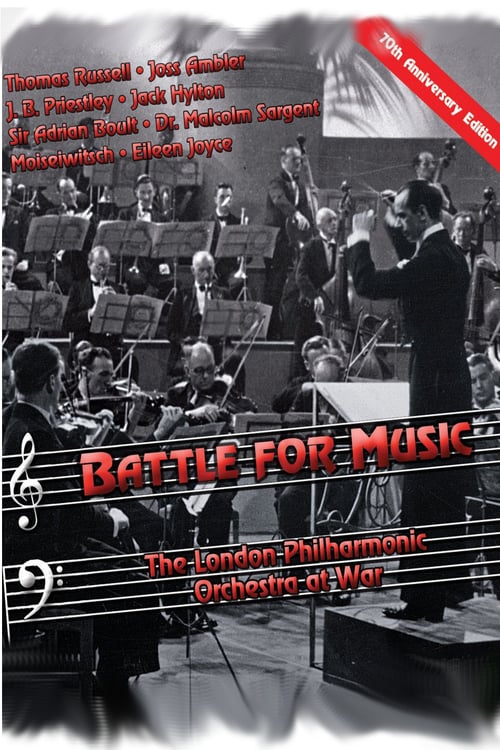 70th Anniversary Edition
Thomas Russell • Joss Ambler
J. B. Priestley • Jack Hylton
Sir Adrian Boult • Dr. Malcolm Sargent
Moiseiwitsch • Eileen Joyce
Battle for Music
The London Philharmonic
Orchestra at War